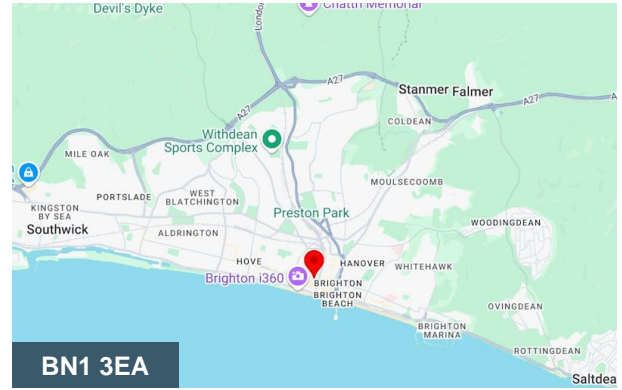 Devil's Dyke
Chattri Memorial
London
A27
A27
A27
Stanmer
Falmer
COLDEAN
Withdean
Sports Complex
MILE OAK
MOULSECOOMB
PORTSLADE
WEST
BLATCHINGTON
KINGSTON
BY SEA
Southwick
Preston Park
WOODINGDEAN
ALDRINGTON
HOVE
HANOVER
WHITEHAWK
Brighton i360
BRIGHTON
BRIGHTON
BEACH
OVINGDEAN
BRIGHTON
MARINA
ROTTINGDEAN
Saltdea
BN1 3EA